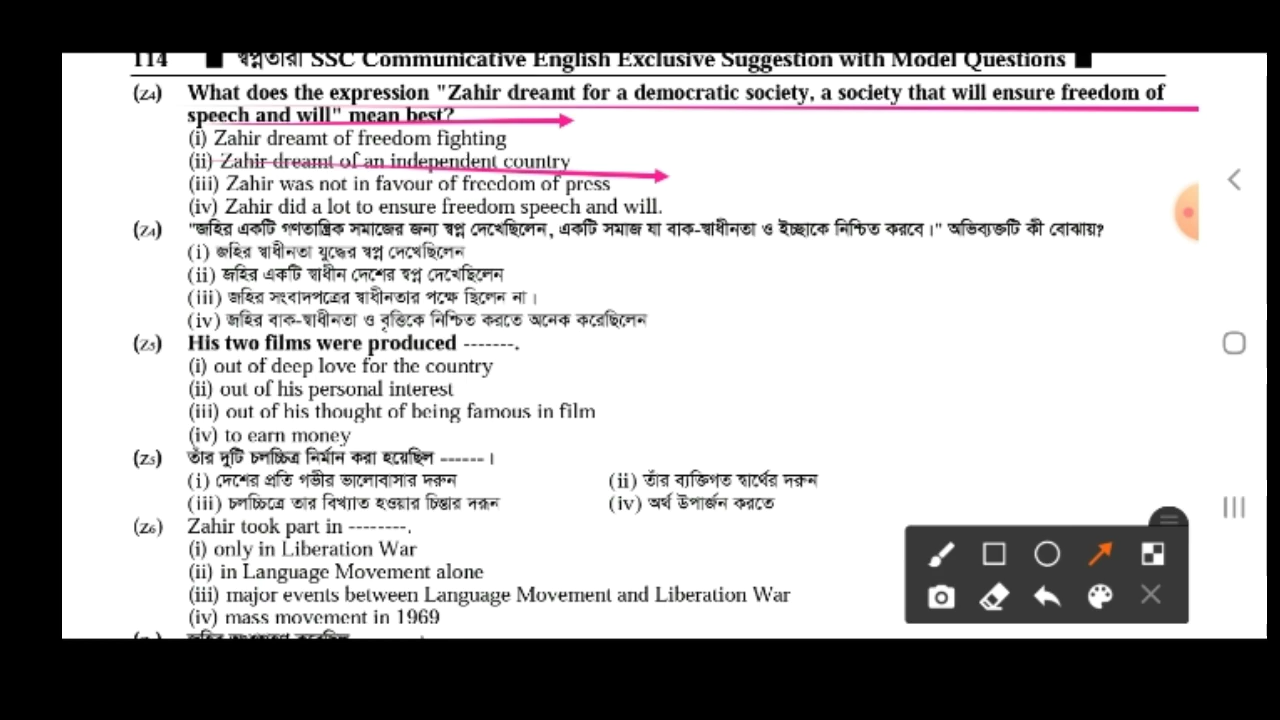 114 ■ স্বপ্নতারা SSC Communicative English Exclusive Suggestion with Model Questions ■
(Z4) What does the expression "Zahir dreamt for a democratic society, a society that will ensure freedom of
speech and will" mean best?
(i) Zahir dreamt of freedom fighting
(ii) Zahir dreamt of an independent country
(iii) Zahir was not in favour of freedom of press
(iv) Zahir did a lot to ensure freedom speech and will.
(Z4) "জহির একটি গণতান্ত্রিক সমাজের জন্য স্বপ্ন দেখেছিলেন, একটি সমাজ যা বাক-স্বাধীনতা ও ইচ্ছাকে নিশ্চিত করবে।" অভিব্যক্তটি কী বোঝায়?
(i) জহির স্বাধীনতা যুদ্ধের স্বপ্ন দেখেছিলেন
(ii) জহির একটি স্বাধীন দেশের স্বপ্ন দেখেছিলেন
(iii) জহির সংবাদপত্রের স্বাধীনতার পক্ষে ছিলেন না।
(iv) জহির বাক-স্বাধীনতা ও বৃত্তিকে নিশ্চিত করতে অনেক করেছিলেন
(Z5) His two films were produced -------.
(i) out of deep love for the country
(ii) out of his personal interest
(iii) out of his thought of being famous in film
(iv) to earn money
(Z5) তাঁর দুটি চলচ্চিত্র নির্মান করা হয়েছিল ------।
(i) দেশের প্রতি গভীর ভালোবাসার দরুন (ii) তাঁর ব্যক্তিগত স্বার্থের দরুন
(iii) চলচ্চিত্রে তার বিখ্যাত হওয়ার চিন্তার দরূন (iv) অর্থ উপার্জন করতে
(Z6) Zahir took part in --------.
(i) only in Liberation War
(ii) in Language Movement alone
(iii) major events between Language Movement and Liberation War
(iv) mass movement in 1969